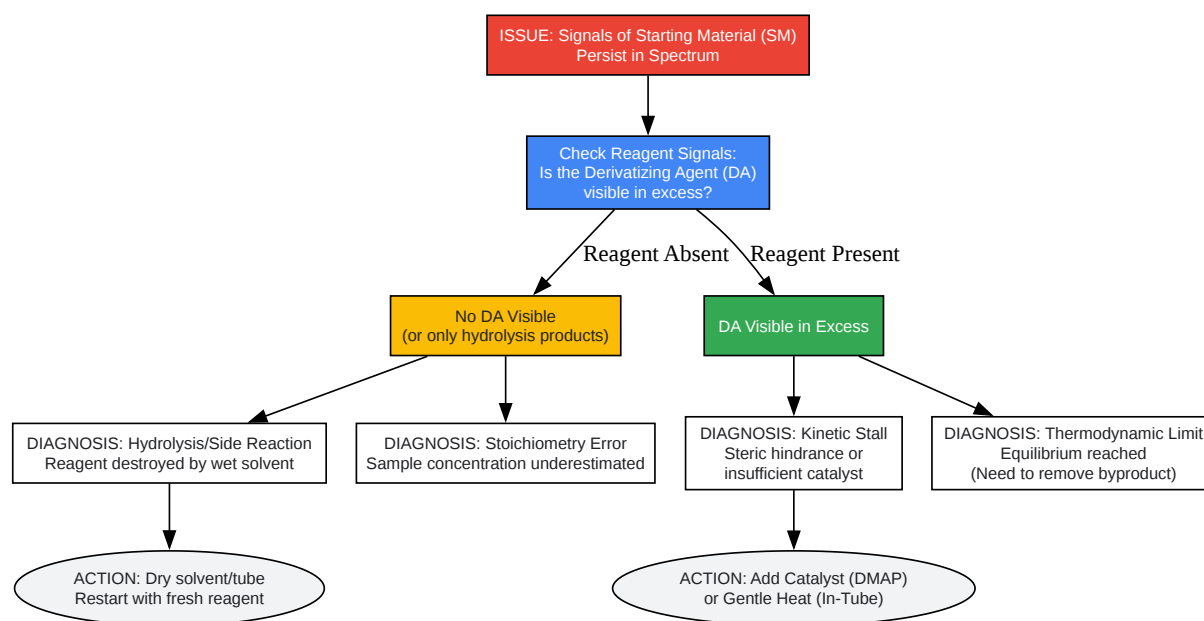 ISSUE: Signals of Starting Material (SM)
Persist in Spectrum
Check Reagent Signals:
Is the Derivatizing Agent (DA)
visible in excess?
Reagent Absent
Reagent Present
No DA Visible
(or only hydrolysis products)
DA Visible in Excess
DIAGNOSIS: Hydrolysis/Side Reaction
Reagent destroyed by wet solvent
DIAGNOSIS: Stoichiometry Error
Sample concentration underestimated
DIAGNOSIS: Kinetic Stall
Steric hindrance or
insufficient catalyst
DIAGNOSIS: Thermodynamic Limit
Equilibrium reached
(Need to remove byproduct)
ACTION: Dry solvent/tube
Restart with fresh reagent
ACTION: Add Catalyst (DMAP)
or Gentle Heat (In-Tube)